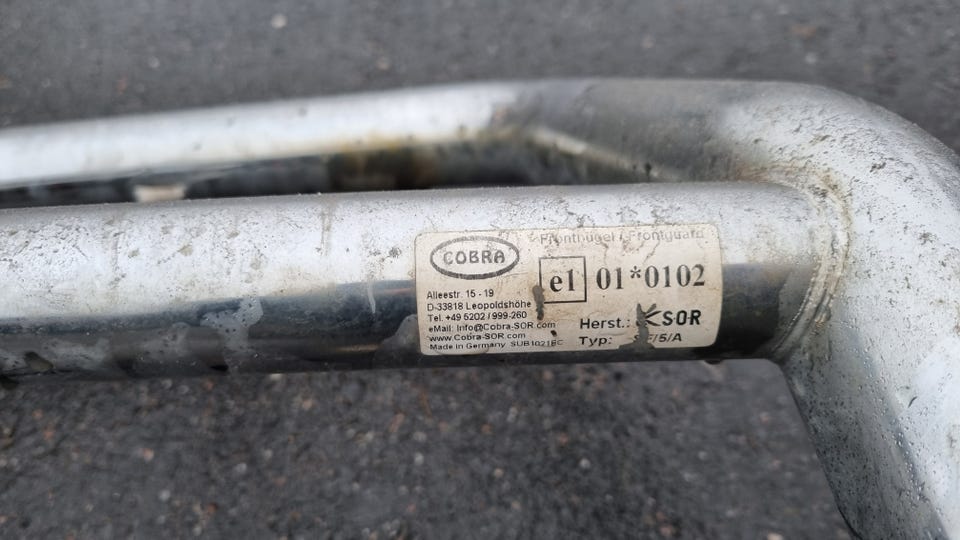 Frontbügel / Frontguard
COBRA
e1 01*0102
Alleestr. 15 - 19
D-33818 Leopoldshöhe
Tel. +49 5202 / 999-260
eMail: Info@Cobra-SOR.com
www.Cobra-SOR.com
Made in Germany
Herst.: SOR
Typ: /5/A